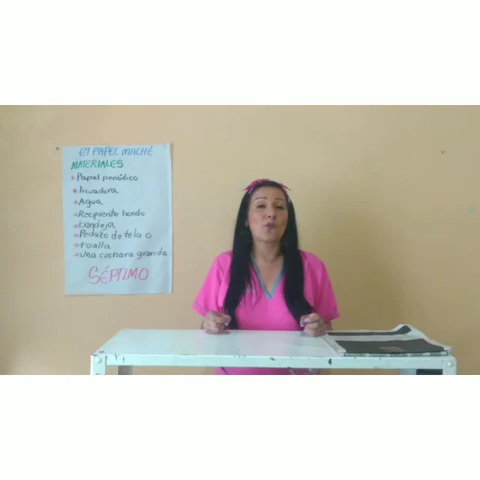 El PAPEL MACHÉ
MATERIALES
Papel periódico
licuadora
Agua
Recipiente hondo
bandeja
Pedazo de tela o
toalla
una cuchara grande
SÉPTIMO